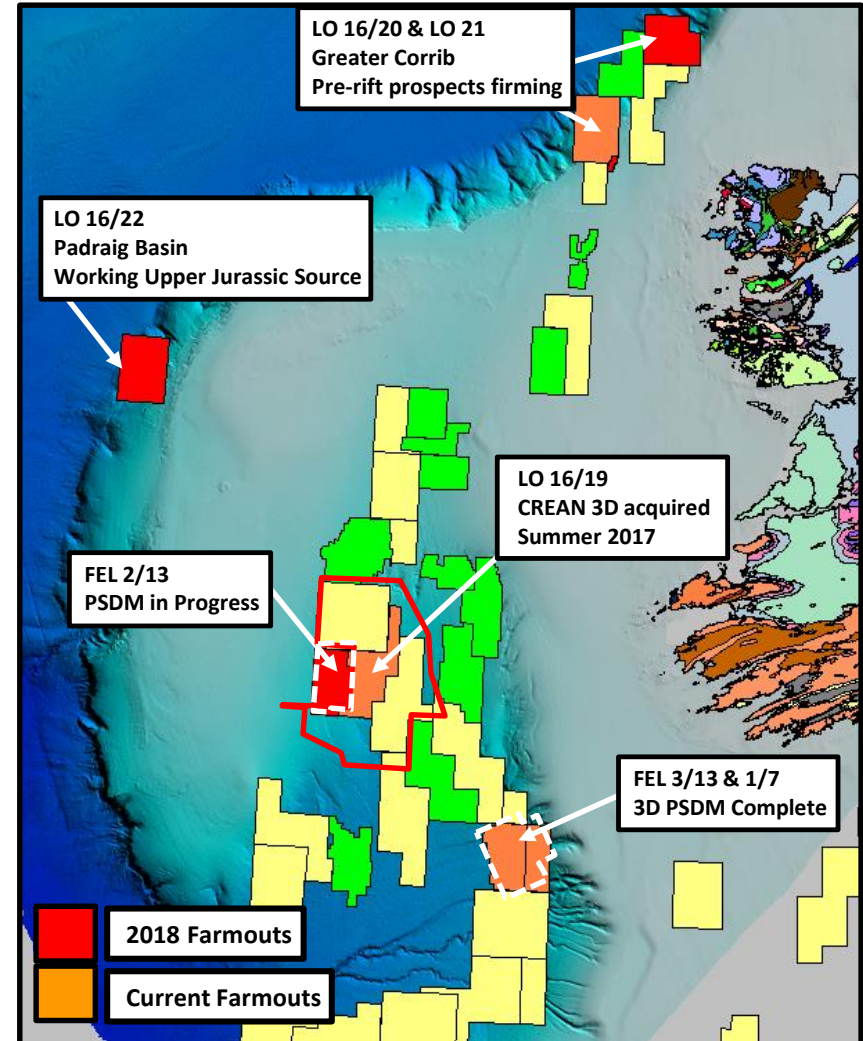 LO 16/20 & LO 21
Greater Corrib
Pre-rift prospects firming
LO 16/22
Padraig Basin
Working Upper Jurassic Source
LO 16/19
CREAN 3D acquired
Summer 2017
FEL 2/13
PSDM in Progress
FEL 3/13 & 1/7
3D PSDM Complete
2018 Farmouts
Current Farmouts